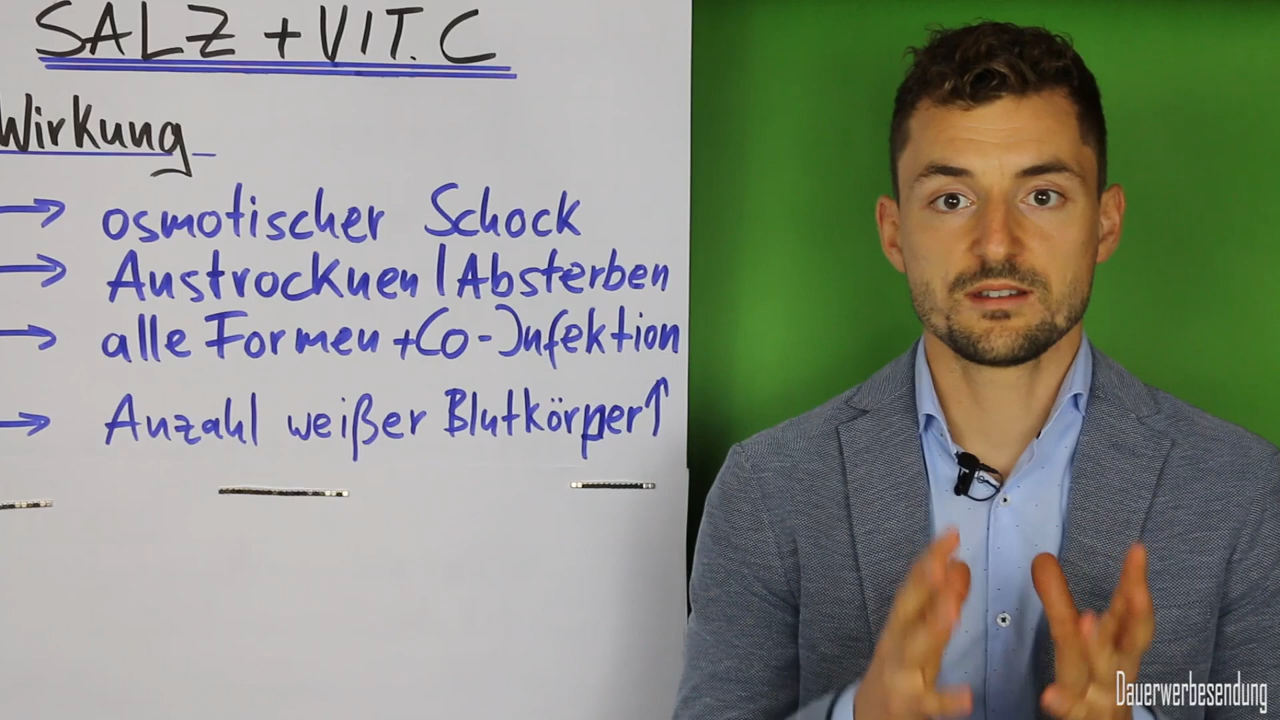 SALZ + VIT. C
Wirkung
→ osmotischer Schock
→ Austrocknen | Absterben
→ alle Formen + Co-Infektion
→ Anzahl weißer Blutkörper ↑
Dauerwerbesendung